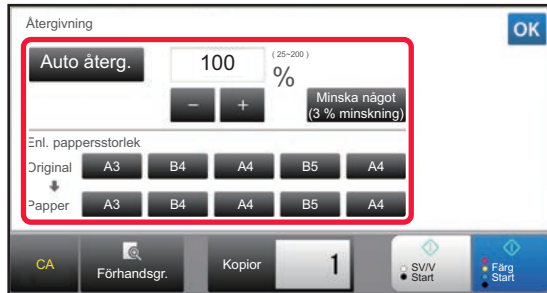 Återgivning
OK
Auto återg.
100
(25~200)
%
−
+
Minska något
(3 % minskning)
Enl. pappersstorlek
Original
A3
B4
A4
B5
A4
Papper
A3
B4
A4
B5
A4
CA
Förhandsgr.
Kopior
1
SV/V
Start
Färg
Start